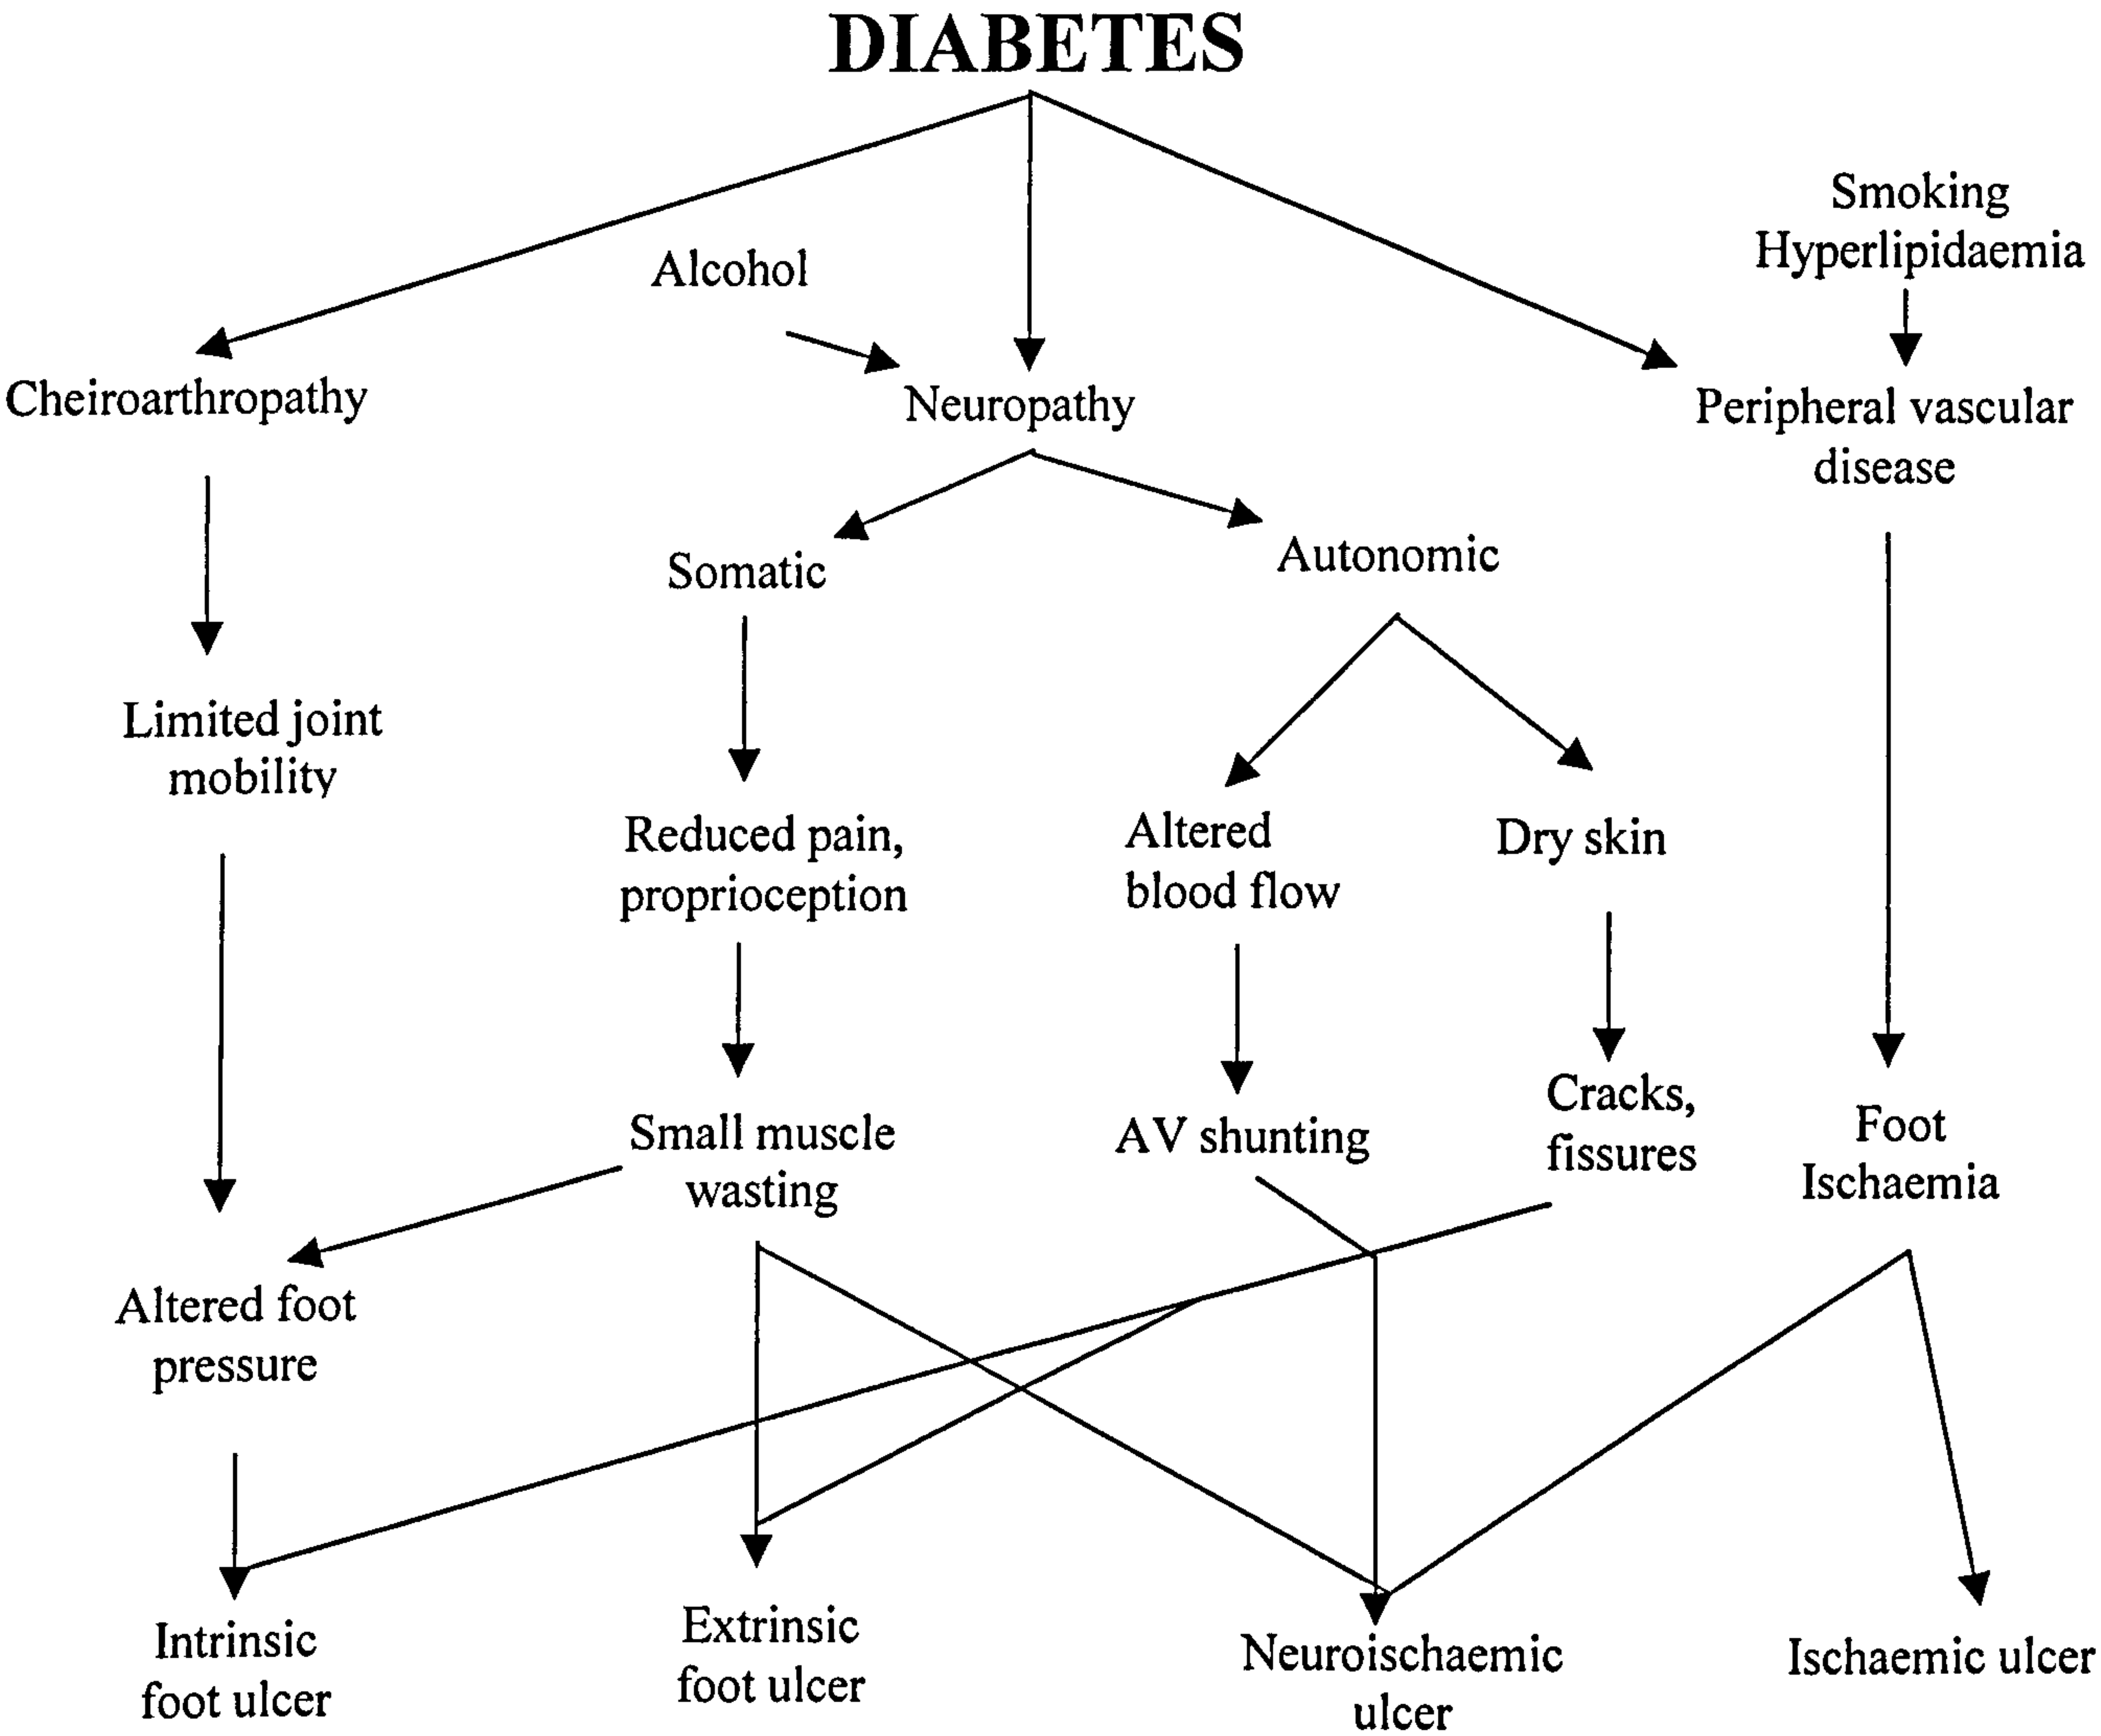 DIABETES
Smoking
Hyperlipidaemia
Alcohol
Cheiroarthropathy
Neuropathy
Peripheral vascular
disease
Somatic
Autonomic
Limited joint
mobility
Reduced pain,
proprioception
Altered
blood flow
Dry skin
Small muscle
wasting
AV shunting
Cracks,
fissures
Foot
Ischaemia
Altered foot
pressure
Intrinsic
foot ulcer
Extrinsic
foot ulcer
Neuroischaemic
ulcer
Ischaemic ulcer